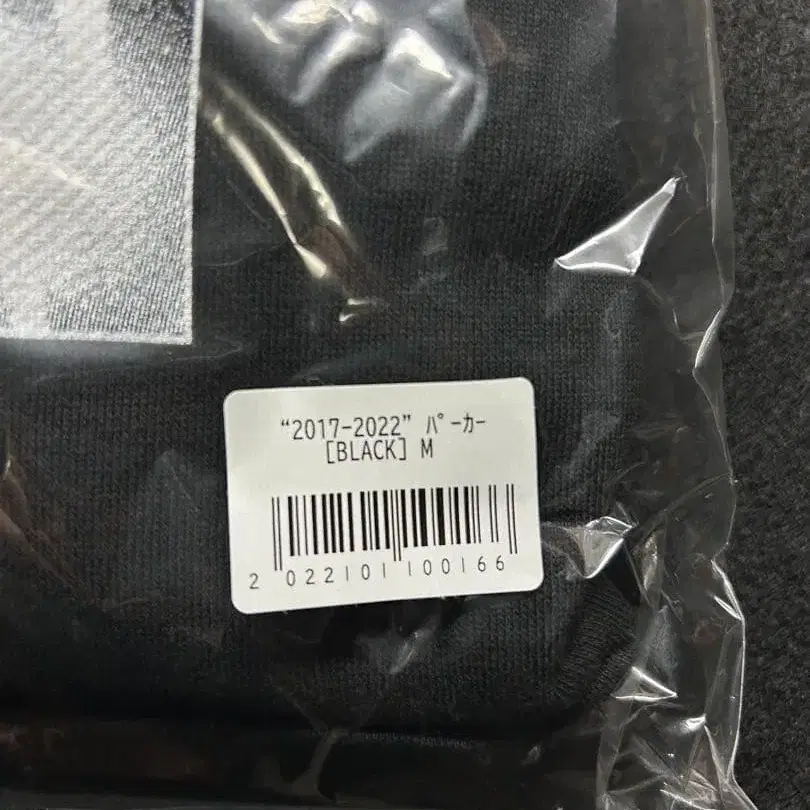 “2017-2022” ﾊﾟｰｶｰ
[BLACK] M
2 022101 100166